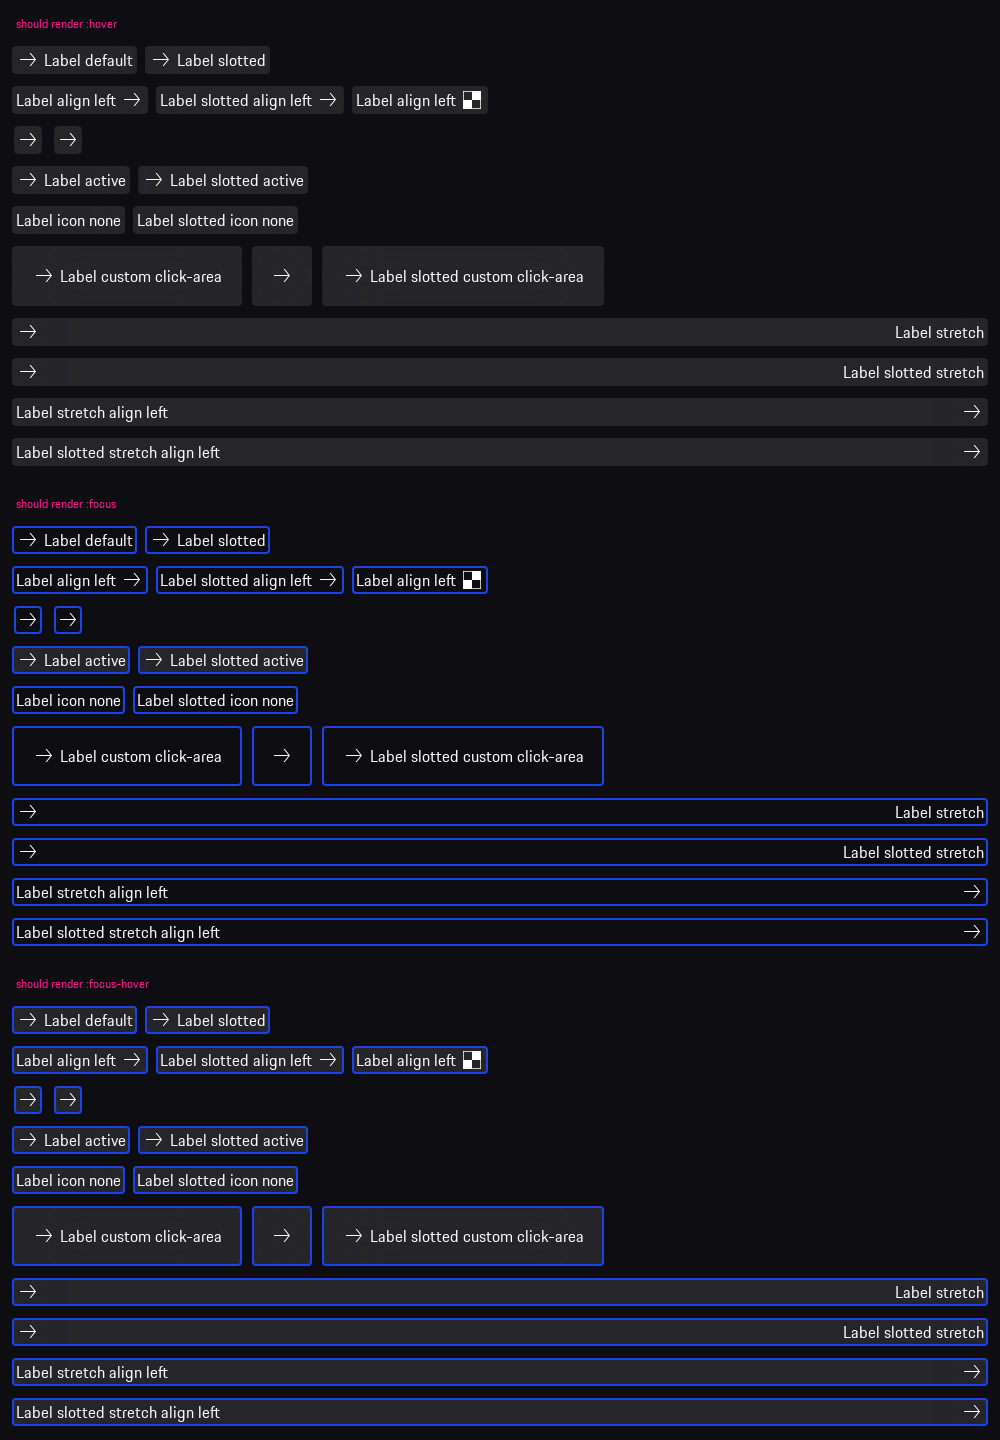 should render :hover
Label default Label slotted
Label align left Label slotted align left Label align left
Label active Label slotted active
Label icon none Label slotted icon none
Label custom click-area Label slotted custom click-area
Label stretch
Label slotted stretch
Label stretch align left
Label slotted stretch align left
should render :focus
Label default Label slotted
Label align left Label slotted align left Label align left
Label active Label slotted active
Label icon none Label slotted icon none
Label custom click-area Label slotted custom click-area
Label stretch
Label slotted stretch
Label stretch align left
Label slotted stretch align left
should render :focus-hover
Label default Label slotted
Label align left Label slotted align left Label align left
Label active Label slotted active
Label icon none Label slotted icon none
Label custom click-area Label slotted custom click-area
Label stretch
Label slotted stretch
Label stretch align left
Label slotted stretch align left